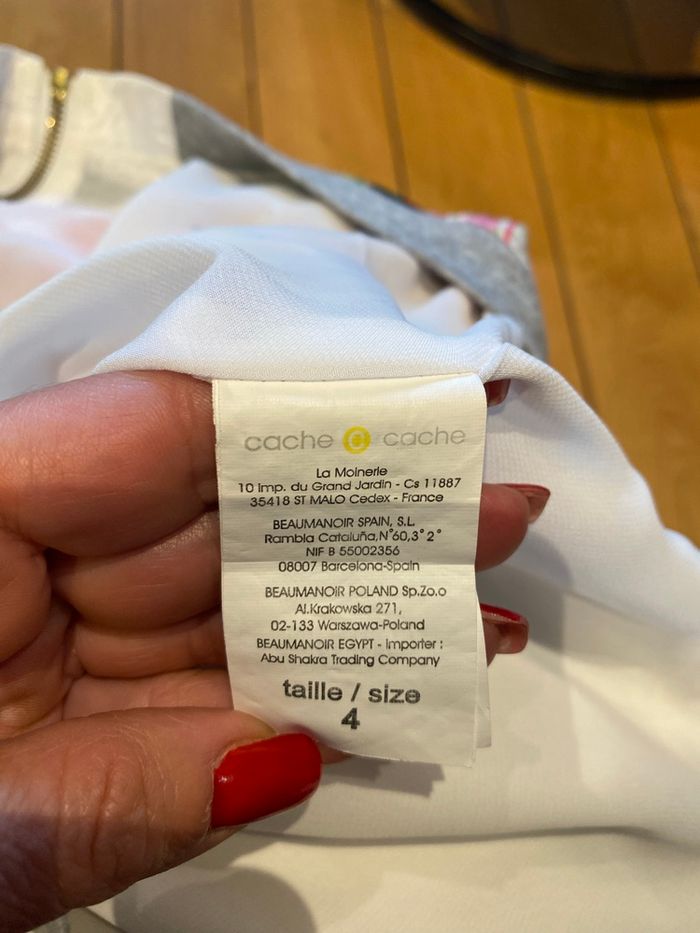 cache c cache
La Moinerie
10 Imp. du Grand Jardin - Cs 11887
35418 ST MALO Cedex - France
BEAUMANOIR SPAIN, S.L.
Rambla Cataluña, N°60,3° 2°
NIF B 55002356
08007 Barcelona-Spain
BEAUMANOIR POLAND Sp.Zo.o
Al.Krakowska 271,
02-133 Warszawa-Poland
BEAUMANOIR EGYPT - Importer :
Abu Shakra Trading Company
taille / size
4